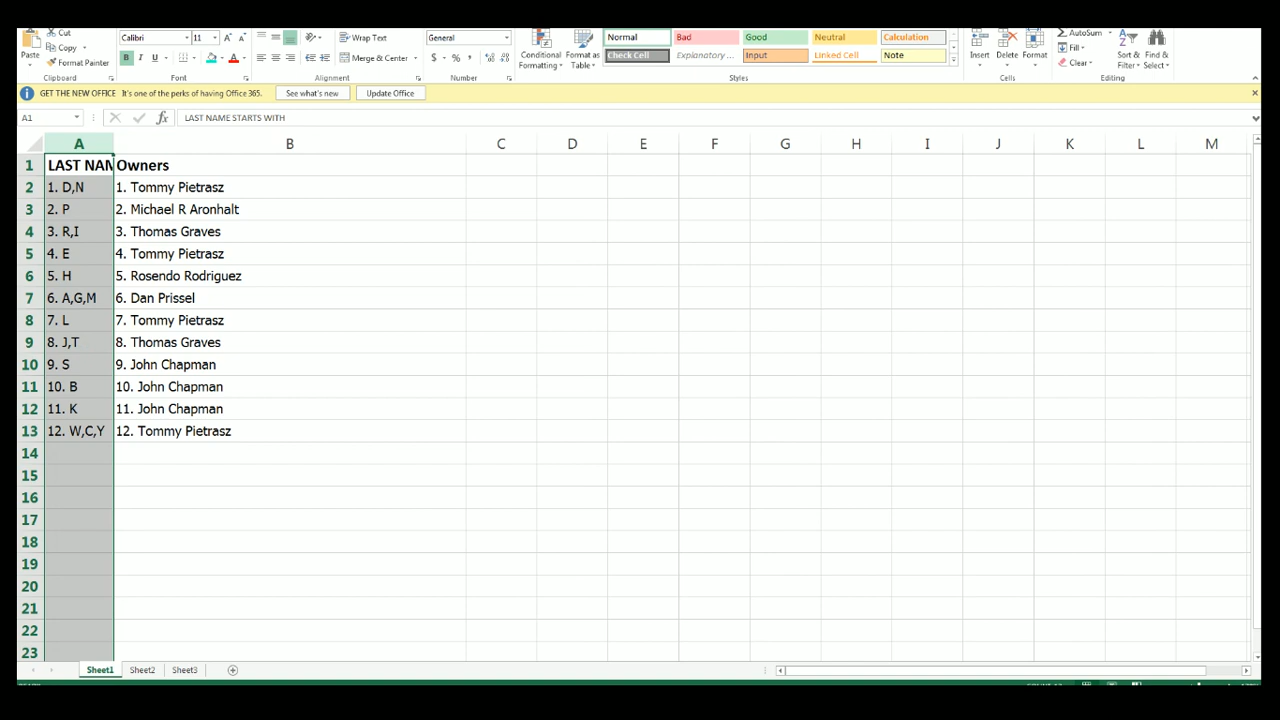 Cut
Calibri 11 A A Wrap Text General Normal Bad Good Neutral Calculation AutoSum
Copy
Paste Format Painter B I U A Merge & Center $ % , Conditional Formatting Format as Table Check Cell Explanatory ... Input Linked Cell Note Insert Delete Format Fill Clear Sort & Filter Find & Select
Clipboard Font Alignment Number Styles Cells Editing
GET THE NEW OFFICE It's one of the perks of having Office 365. See what's new Update Office
A1 fx LAST NAME STARTS WITH
A B C D E F G H I J K L M
1 LAST NAM Owners
2 1. D,N 1. Tommy Pietrasz
3 2. P 2. Michael R Aronhalt
4 3. R,I 3. Thomas Graves
5 4. E 4. Tommy Pietrasz
6 5. H 5. Rosendo Rodriguez
7 6. A,G,M 6. Dan Prissel
8 7. L 7. Tommy Pietrasz
9 8. J,T 8. Thomas Graves
10 9. S 9. John Chapman
11 10. B 10. John Chapman
12 11. K 11. John Chapman
13 12. W,C,Y 12. Tommy Pietrasz
14
15
16
17
18
19
20
21
22
23
Sheet1 Sheet2 Sheet3